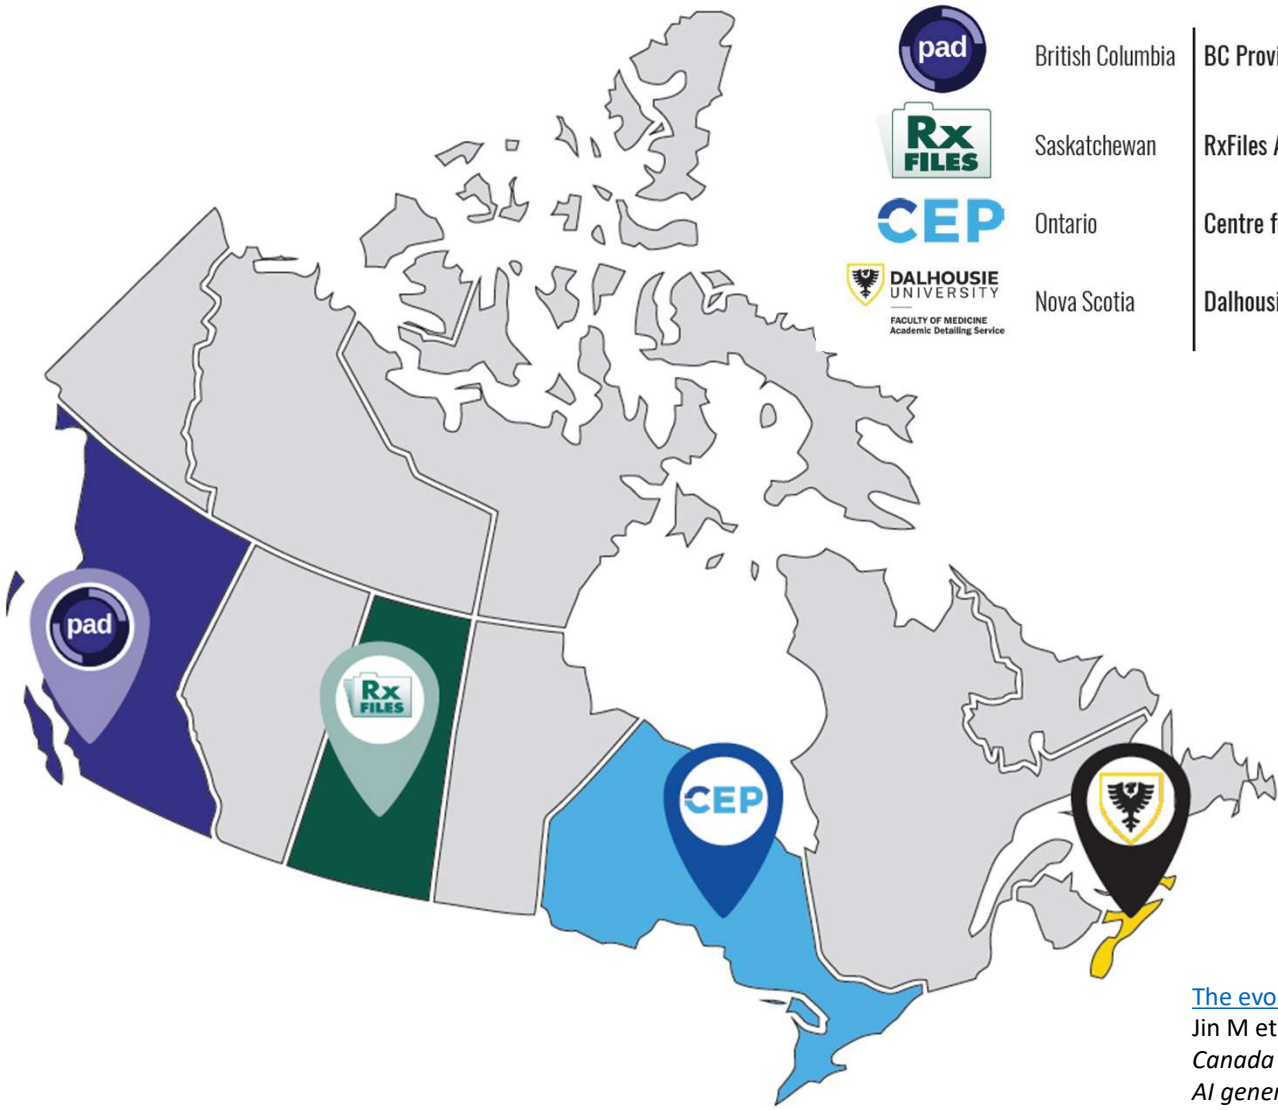 pad
British Columbia
BC Provi
Rx
FILES
Saskatchewan
RxFiles A
CEP
Ontario
Centre f
DALHOUSIE
UNIVERSITY
FACULTY OF MEDICINE
Academic Detailing Service
Nova Scotia
Dalhousi
pad
Rx
FILES
CEP
The evo
Jin M et
Canada
AI gener